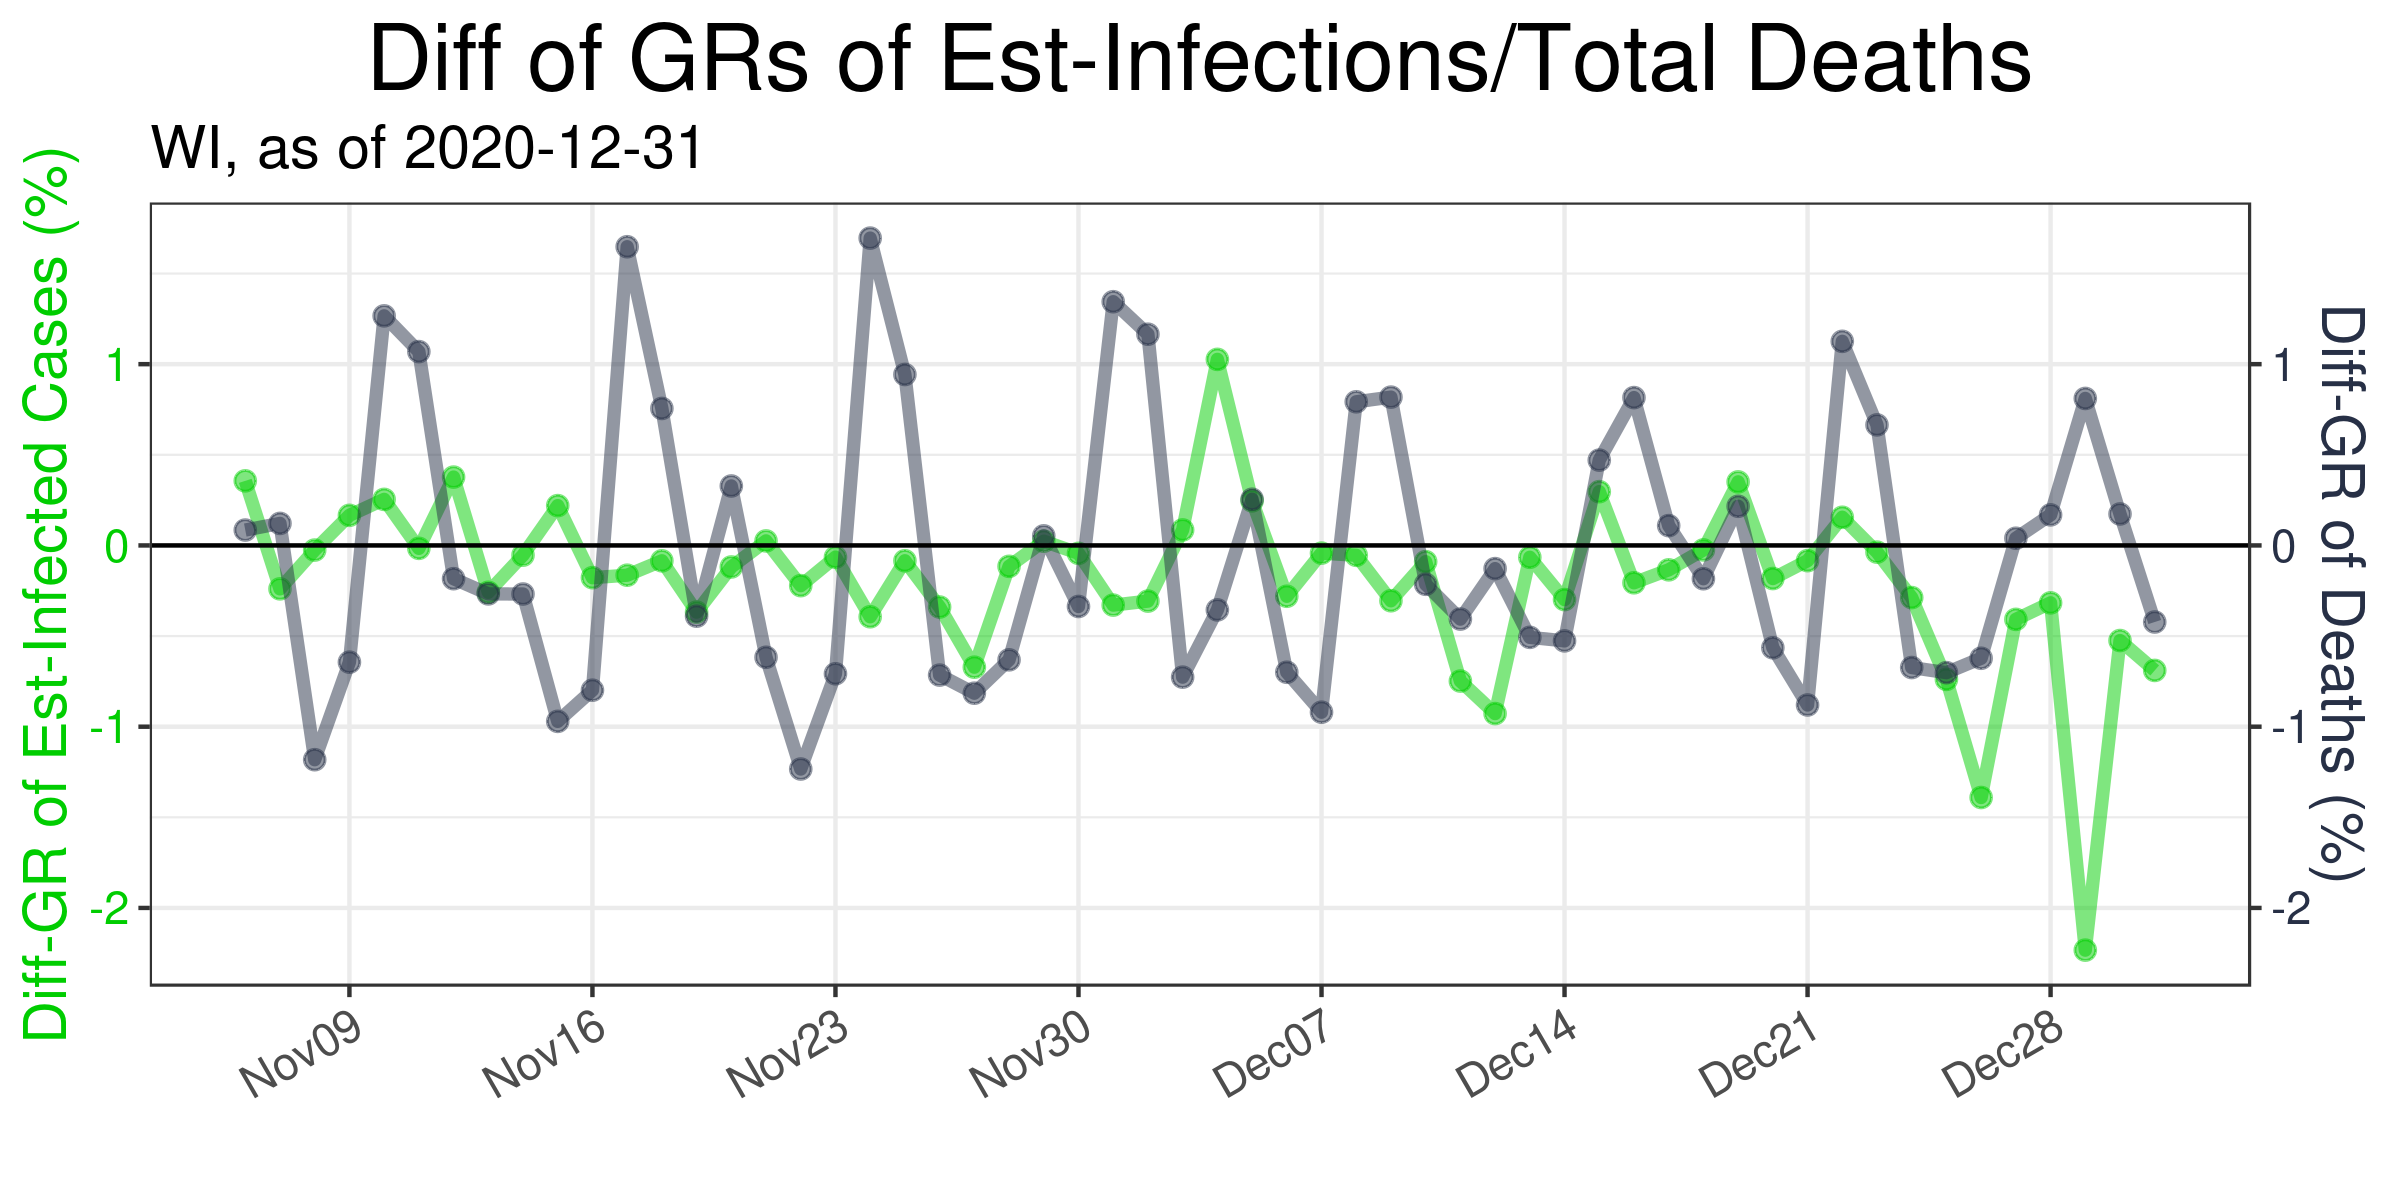 Diff of GRs of Est-Infections/Total Deaths
WI, as of 2020-12-31
Diff-GR of Est-Infected Cases (%)
1
0
-1
-2
1
0
-1
-2
Diff-GR of Deaths (%)
Nov09
Nov16
Nov23
Nov30
Dec07
Dec14
Dec21
Dec28